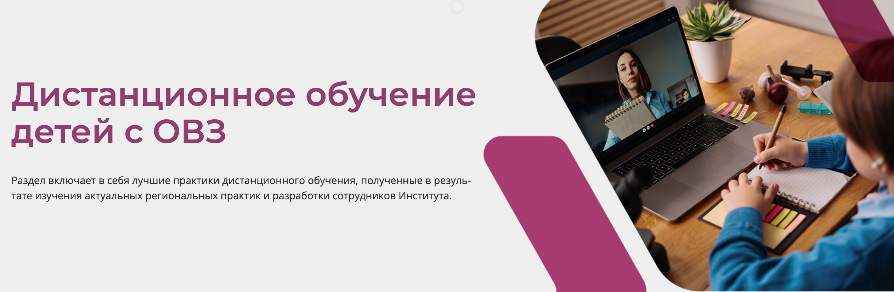 Дистанционное обучение
детей с ОВЗ
Раздел включает в себя лучшие практики дистанционного обучения, полученные в резуль-
тате изучения актуальных региональных практик и разработки сотрудников Института.